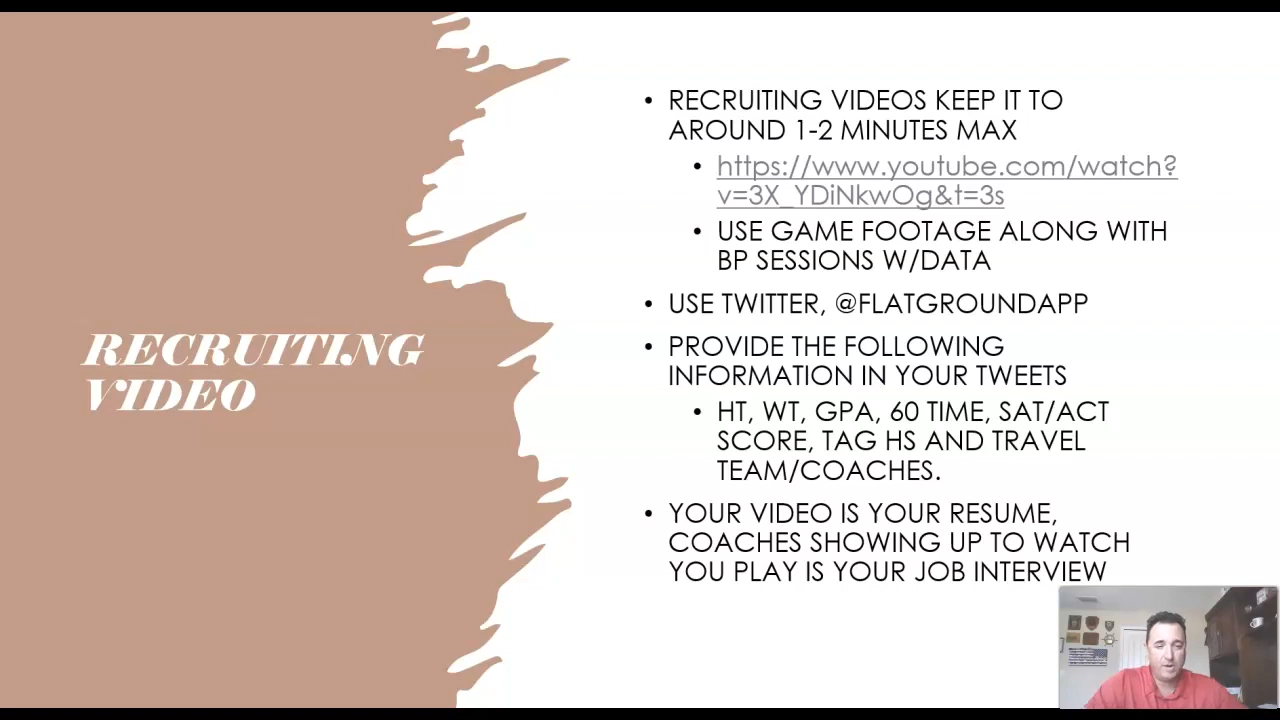 RECRUITING
VIDEO
• RECRUITING VIDEOS KEEP IT TO
AROUND 1-2 MINUTES MAX
• https://www.youtube.com/watch?
v=3X_YDiNkwOg&t=3s
• USE GAME FOOTAGE ALONG WITH
BP SESSIONS W/DATA
• USE TWITTER, @FLATGROUNDAPP
• PROVIDE THE FOLLOWING
INFORMATION IN YOUR TWEETS
• HT, WT, GPA, 60 TIME, SAT/ACT
SCORE, TAG HS AND TRAVEL
TEAM/COACHES.
• YOUR VIDEO IS YOUR RESUME,
COACHES SHOWING UP TO WATCH
YOU PLAY IS YOUR JOB INTERVIEW